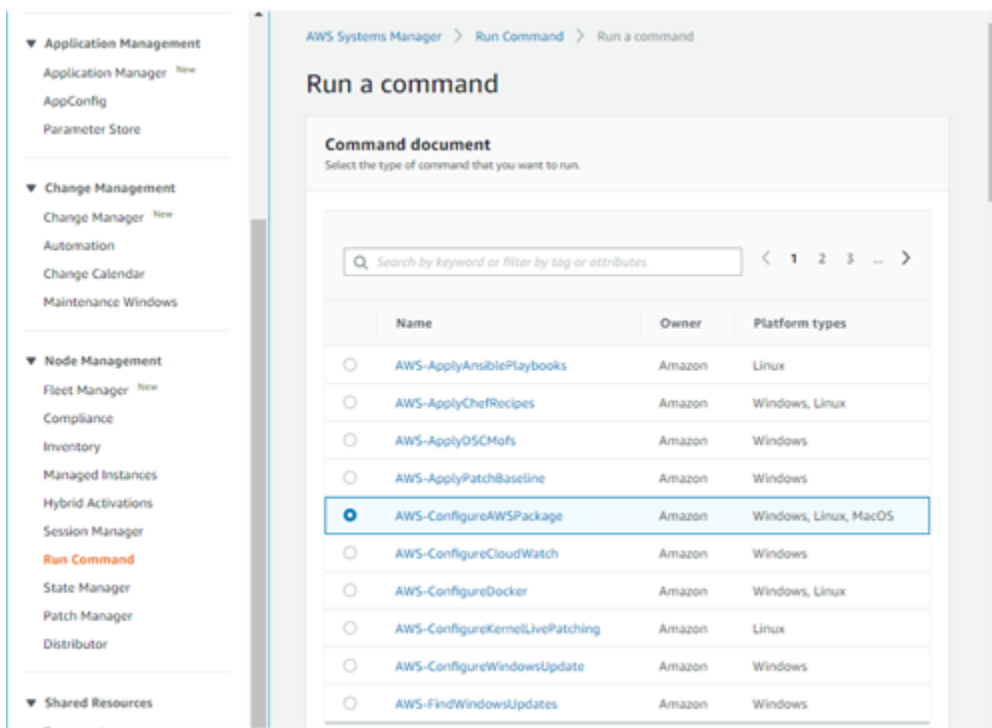 Application Management
Application Manager New
AppConfig
Parameter Store
Change Management
Change Manager New
Automation
Change Calendar
Maintenance Windows
Node Management
Fleet Manager New
Compliance
Inventory
Managed Instances
Hybrid Activations
Session Manager
Run Command
State Manager
Patch Manager
Distributor
Shared Resources
AWS Systems Manager > Run Command > Run a command
Run a command
Command document
Select the type of command that you want to run.
Search by keyword or filter by tag or attributes
< 1 2 3 ... >
Name Owner Platform types
AWS-ApplyAnsiblePlaybooks Amazon Linux
AWS-ApplyChefRecipes Amazon Windows, Linux
AWS-ApplyDSCMofs Amazon Windows
AWS-ApplyPatchBaseline Amazon Windows
AWS-ConfigureAWSPackage Amazon Windows, Linux, MacOS
AWS-ConfigureCloudWatch Amazon Windows
AWS-ConfigureDocker Amazon Windows, Linux
AWS-ConfigureKernelLivePatching Amazon Linux
AWS-ConfigureWindowsUpdate Amazon Windows
AWS-FindWindowsUpdates Amazon Windows